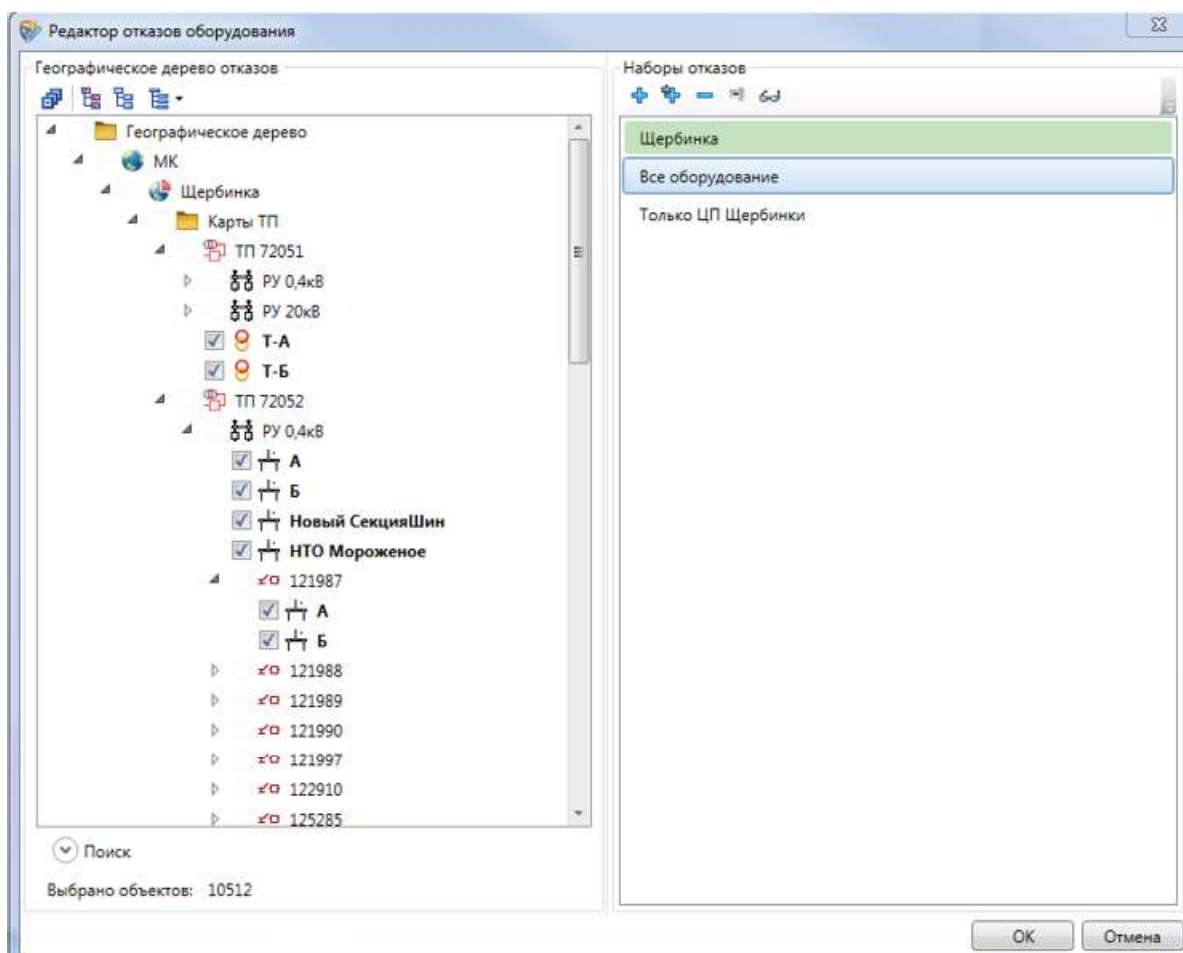 Редактор отказов оборудования
Географическое дерево отказов
Географическое дерево
МК
Щербинка
Карты ТП
ТП 72051
РУ 0,4кВ
РУ 20кВ
Т-А
Т-Б
ТП 72052
РУ 0,4кВ
А
Б
Новый СекцияШин
НТО Мороженое
121987
А
Б
121988
121989
121990
121997
122910
125285
Поиск
Выбрано объектов: 10512
Наборы отказов
Щербинка
Все оборудование
Только ЦП Щербинки
ОК
Отмена